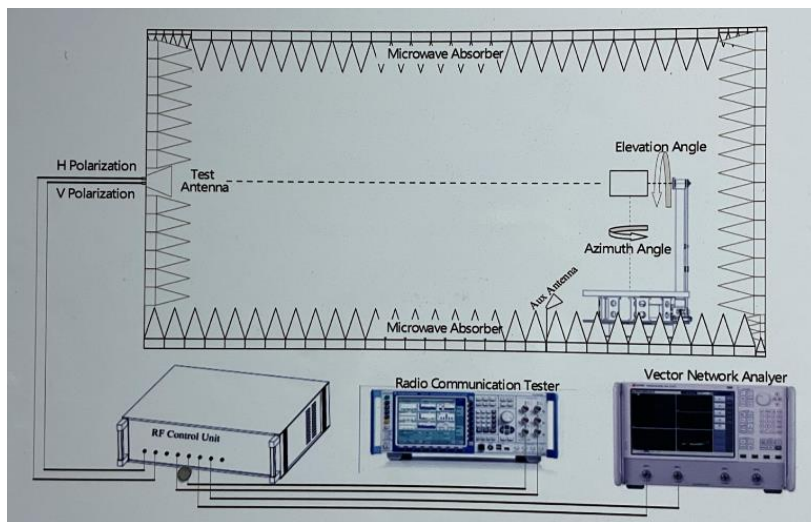 Microwave Absorber
Elevation Angle
H Polarization
Test
Antenna
V Polarization
Azimuth Angle
Aux Antenna
Microwave Absorber
Radio Communication Tester
Vector Network Analyer
RF Control Unit